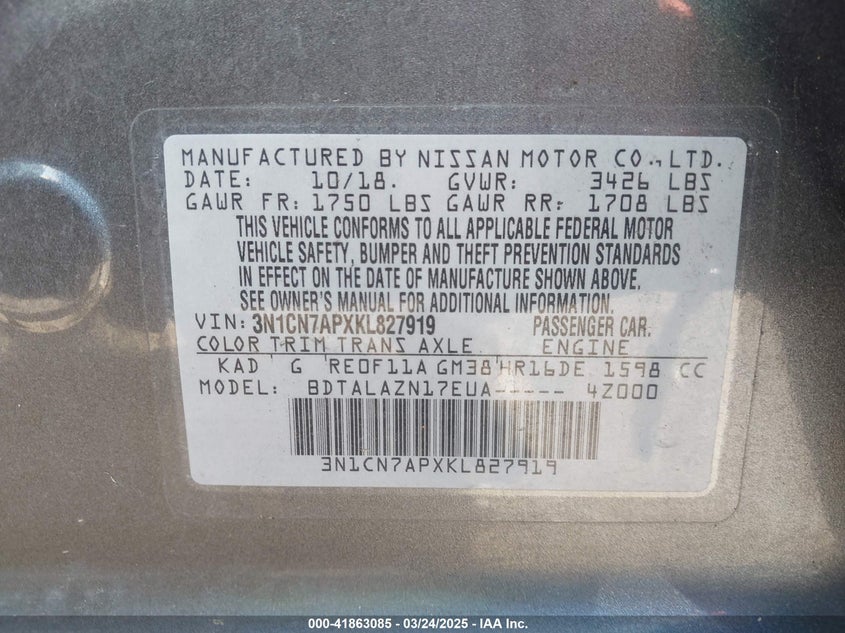 MANUFACTURED BY NISSAN MOTOR CO., LTD.
DATE: 10/18. GVWR: 3426 LBS
GAWR FR: 1750 LBS GAWR RR: 1708 LBS
THIS VEHICLE CONFORMS TO ALL APPLICABLE FEDERAL MOTOR
VEHICLE SAFETY, BUMPER AND THEFT PREVENTION STANDARDS
IN EFFECT ON THE DATE OF MANUFACTURE SHOWN ABOVE.
SEE OWNER'S MANUAL FOR ADDITIONAL INFORMATION.
VIN: 3N1CN7APXKL827919 PASSENGER CAR.
COLOR TRIM TRANS AXLE ENGINE
KAD G RE0F11A GM38 HR16DE 1598 CC
MODEL: BDTALAZN17EUA----- 4Z000
3N1CN7APXKL827919
000-41863085 - 03/24/2025 - IAA Inc.